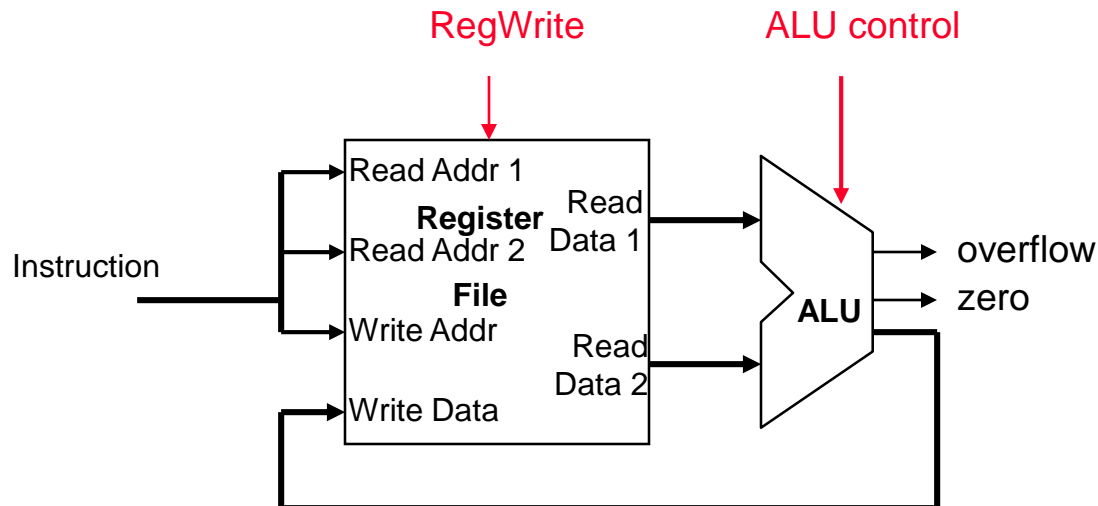 RegWrite
ALU control
Instruction
Read Addr 1
Register
Read Addr 2
File
Write Addr
Write Data
Read
Data 1
Read
Data 2
ALU
overflow
zero